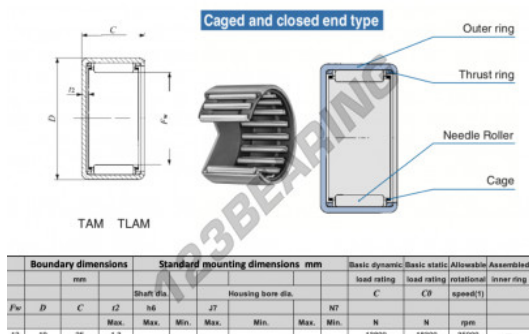 Caged and closed end type
C
Outer ring
t2
D
Fw
Thrust ring
Needle Roller
Cage
TAM TLAM
123BEARING
Boundary dimensions
Standard mounting dimensions mm
Basic dynamic
Basic static
Allowable
Assembled
mm
load rating
load rating
rotational
inner ring
Shaft dia.
Housing bore dia.
C
C0
speed(1)
Fw D C t2 h6 J7 N7
Max. Max. Min. Max. Min. Max. Min. N N rpm